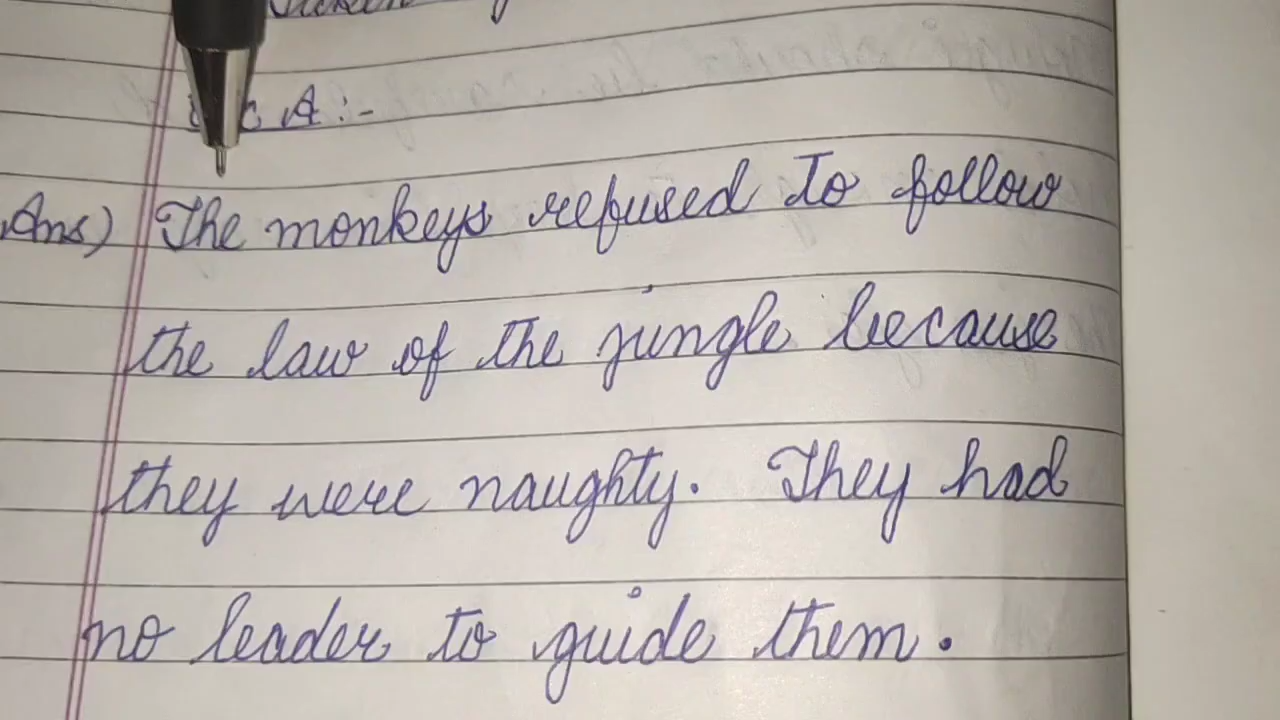 A :-
Ans) The monkeys refused to follow
the law of the jungle because
they were naughty. They had
no leader to guide them.